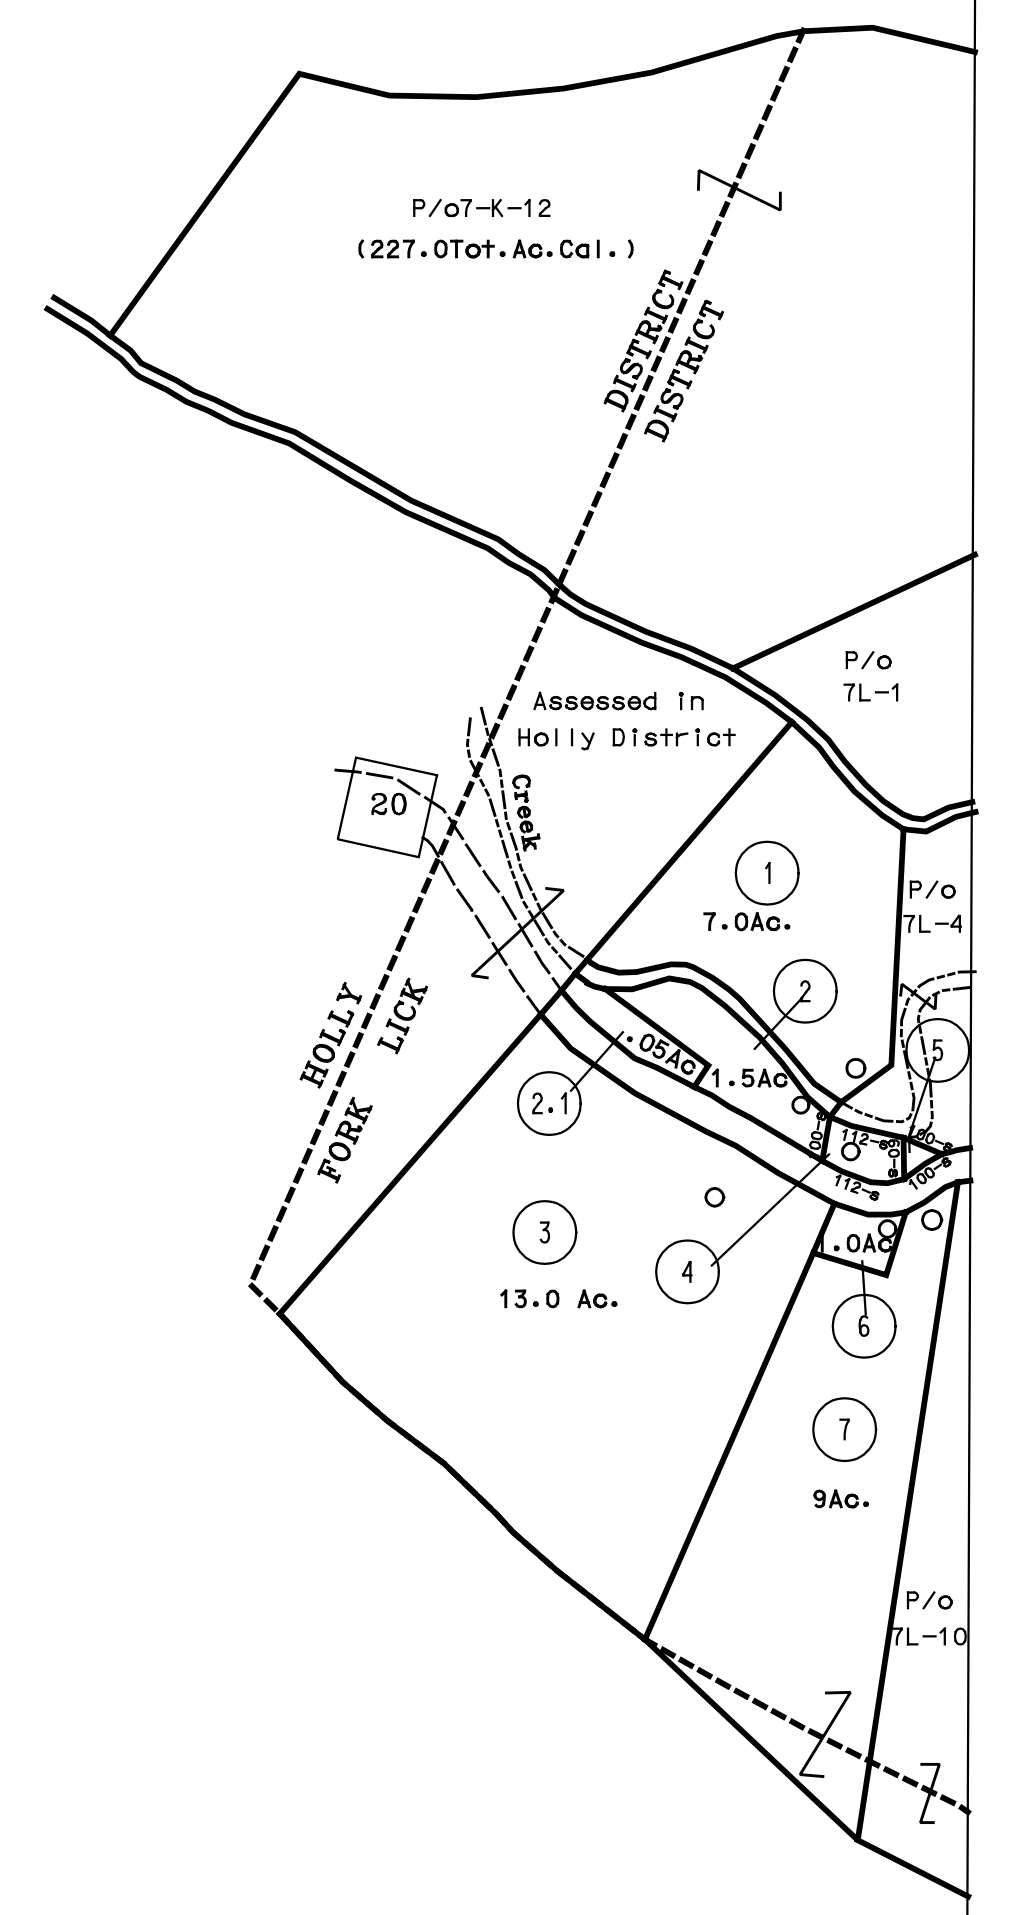 P/o7-K-12
(227.0Tot.Ac.Cal.)
DISTRICT
DISTRICT
P/o
7L-1
Assessed in
Holly District
20
Creek
1
7.0Ac.
P/o
7L-4
2
.05Ac
1.5Ac
5
HOLLY
LICK
2.1
FORK
112-s
60-s
100-s
112-s
100-s
3
13.0 Ac.
4
1.0Ac
6
7
9Ac.
P/o
7L-10